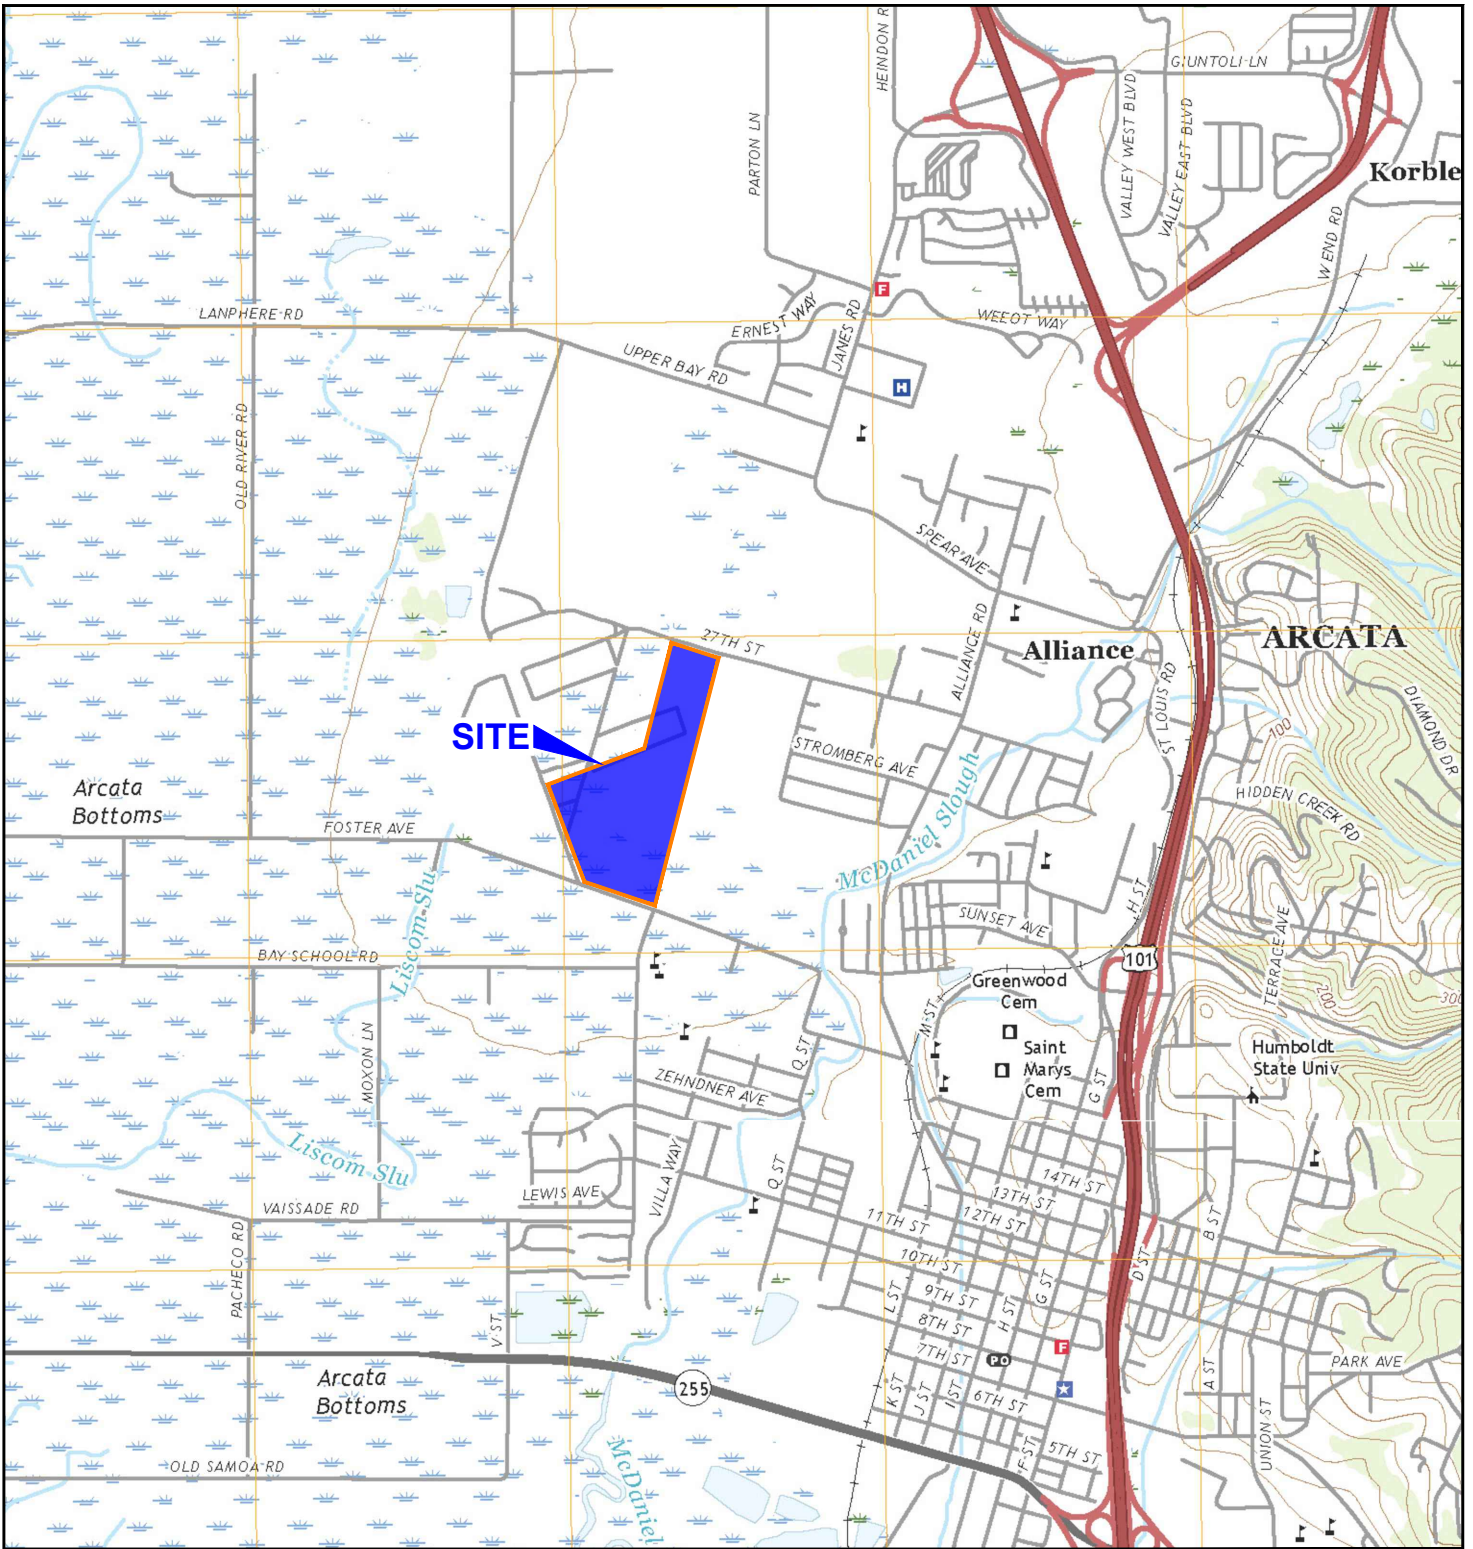 HEINDON R
GIUNTOLI LN
PARTON LN
VALLEY WEST BLVD
VALLEY EAST BLVD
Korble
W END RD
LANPHERE RD
F
ERNEST WAY
JANES RD
WEEOT WAY
UPPER BAY RD
H
OLD RIVER RD
SPEAR AVE
ALLIANCE RD
27TH ST
Alliance
ARCATA
ST LOUIS RD
DIAMOND DR
SITE
100
STROMBERG AVE
McDaniel Slough
HIDDEN CREEK RD
Arcata
Bottoms
FOSTER AVE
Liscom Slu
H ST
SUNSET AVE
TERRACE AVE
BAY SCHOOL RD
101
Greenwood
Cem
200
300
M ST
MOXON LN
Q ST
Saint
Marys
Cem
Humboldt
State Univ
G ST
ZEHNDNER AVE
Liscom Slu
VILLA WAY
Q ST
14TH ST
13TH ST
12TH ST
11TH ST
LEWIS AVE
VAISSADE RD
B ST
PACHECO RD
10TH ST
D ST
L ST
9TH ST
H ST
G ST
8TH ST
V ST
7TH ST
PO
F
PARK AVE
Arcata
Bottoms
255
K ST
J ST
I ST
6TH ST
A ST
UNION ST
F ST
5TH ST
OLD SAMOA RD
McDaniel